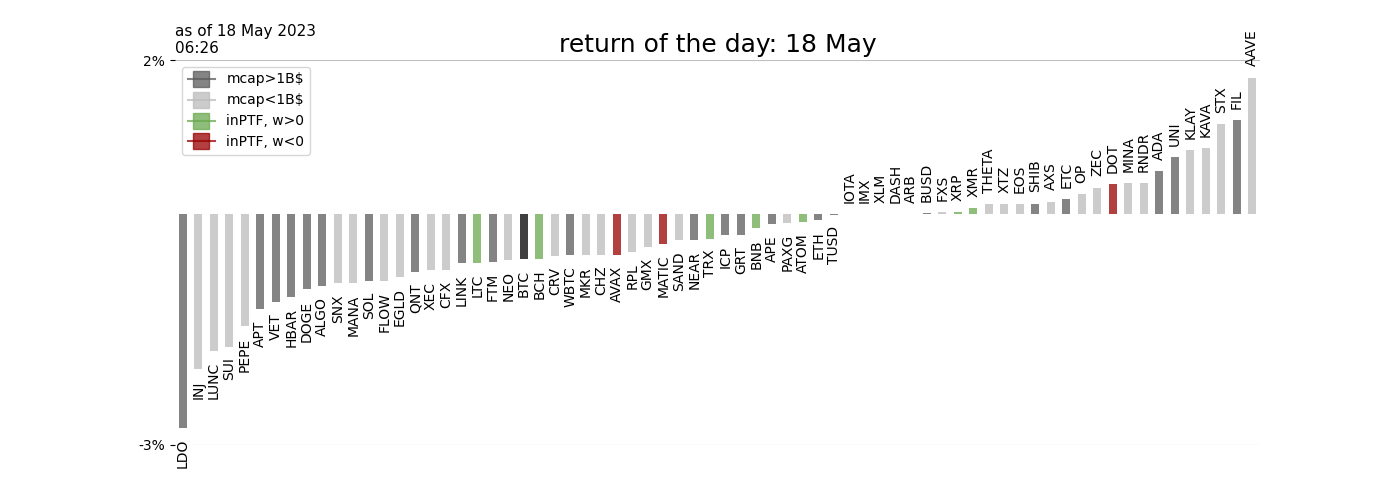 as of 18 May 2023
06:26
return of the day: 18 May
2%
mcap>1B$
mcap<1B$
inPTF, w>0
inPTF, w<0
-3%
LDO
INJ
LUNC
SUI
PEPE
APT
VET
HBAR
DOGE
ALGO
SNX
MANA
SOL
FLOW
EGLD
QNT
XEC
CFX
LINK
LTC
FTM
NEO
BTC
BCH
CRV
WBTC
MKR
CHZ
AVAX
RPL
GMX
MATIC
SAND
NEAR
TRX
ICP
GRT
BNB
APE
PAXG
ATOM
ETH
TUSD
IOTA
IMX
XLM
DASH
ARB
BUSD
FXS
XRP
XMR
THETA
XTZ
EOS
SHIB
AXS
ETC
OP
ZEC
DOT
MINA
RNDR
ADA
UNI
KLAY
KAVA
STX
FIL
AAVE